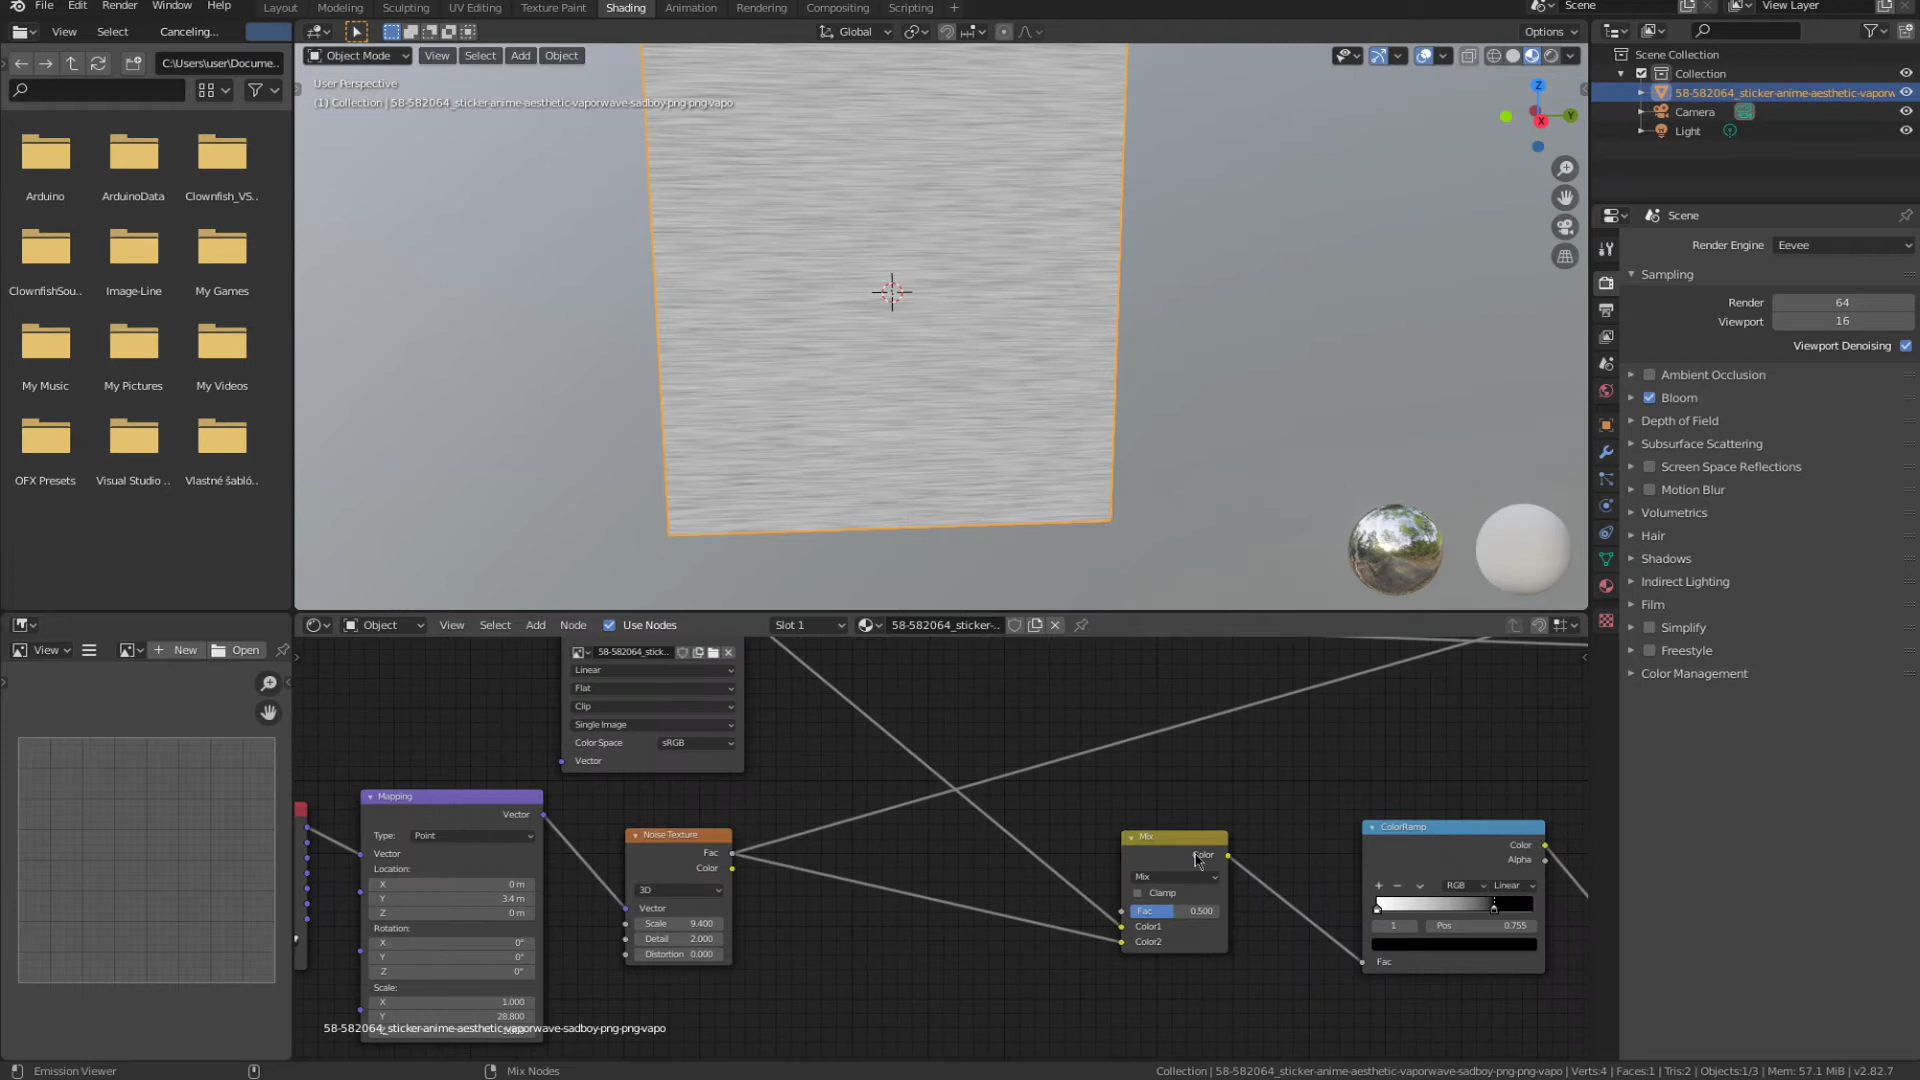 File Edit Render Window Help Layout Modeling Sculpting UV Editing Texture Paint Shading Animation Rendering Compositing Scripting Scene View Layer
View Select Canceling... Global Options
C:\Users\user\Docume..
Object Mode View Select Add Object
User Perspective
(1) Collection | 58-582064_sticker-anime-aesthetic-vaporwave-sadboy-png-png-vapo
Z
Y
X
Arduino ArduinoData Clownfish_VS..
ClownfishSou.. Image-Line My Games
My Music My Pictures My Videos
OFX Presets Visual Studio .. Vlastné šabló..
Scene Collection
Collection
58-582064_sticker-anime-aesthetic-vaporw
Camera
Light
Scene
Render Engine Eevee
Sampling
Render 64
Viewport 16
Viewport Denoising
Ambient Occlusion
Bloom
Depth of Field
Subsurface Scattering
Screen Space Reflections
Motion Blur
Volumetrics
Hair
Shadows
Indirect Lighting
Film
Simplify
Freestyle
Color Management
View New Open
Object View Select Add Node Use Nodes Slot 1 58-582064_sticker-..
58-582064_stick..
Linear
Flat
Clip
Single Image
Color Space sRGB
Vector
Mapping
Vector
Type: Point
Vector
Location:
X 0 m
Y 3.4 m
Z 0 m
Rotation:
X 0°
Y 0°
Z 0°
Scale:
X 1.000
Y 28.800
Noise Texture
Fac
Color
3D
Vector
Scale 9.400
Detail 2.000
Distortion 0.000
Mix
Color
Mix
Clamp
Fac 0.500
Color1
Color2
ColorRamp
Color
Alpha
RGB Linear
1 Pos 0.755
Fac
58-582064_sticker-anime-aesthetic-vaporwave-sadboy-png-png-vapo
Emission Viewer Mix Nodes Collection | 58-582064_sticker-anime-aesthetic-vaporwave-sadboy-png-png-vapo | Verts:4 | Faces:1 | Tris:2 | Objects:1/3 | Mem: 57.1 MiB | v2.82.7